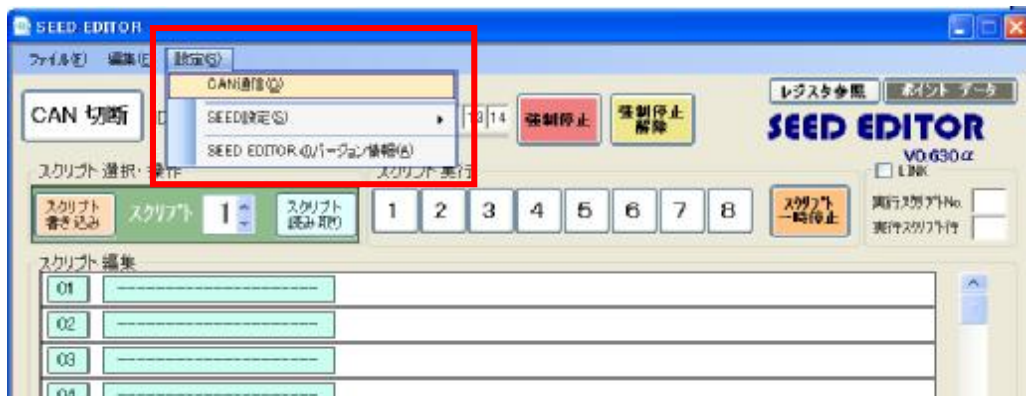 SEED EDITOR
ファイル(F) 編集(E 設定(S)
CAN通信(C)
SEED設定(S)
SEED EDITOR のバージョン情報(A)
CAN 切断
13 14
強制停止
強制停止
解除
レジスタ参照
ポイント データ
SEED EDITOR
V0.630α
スクリプト 選択・操作
スクリプト 実行
LINK
スクリプト
書き込み
スクリプト
1
スクリプト
読み取り
1 2 3 4 5 6 7 8
スクリプト
一時停止
実行スクリプトNo.
実行スクリプト行
スクリプト 編集
01 ------------------------
02 ------------------------
03 ------------------------
04 ------------------------